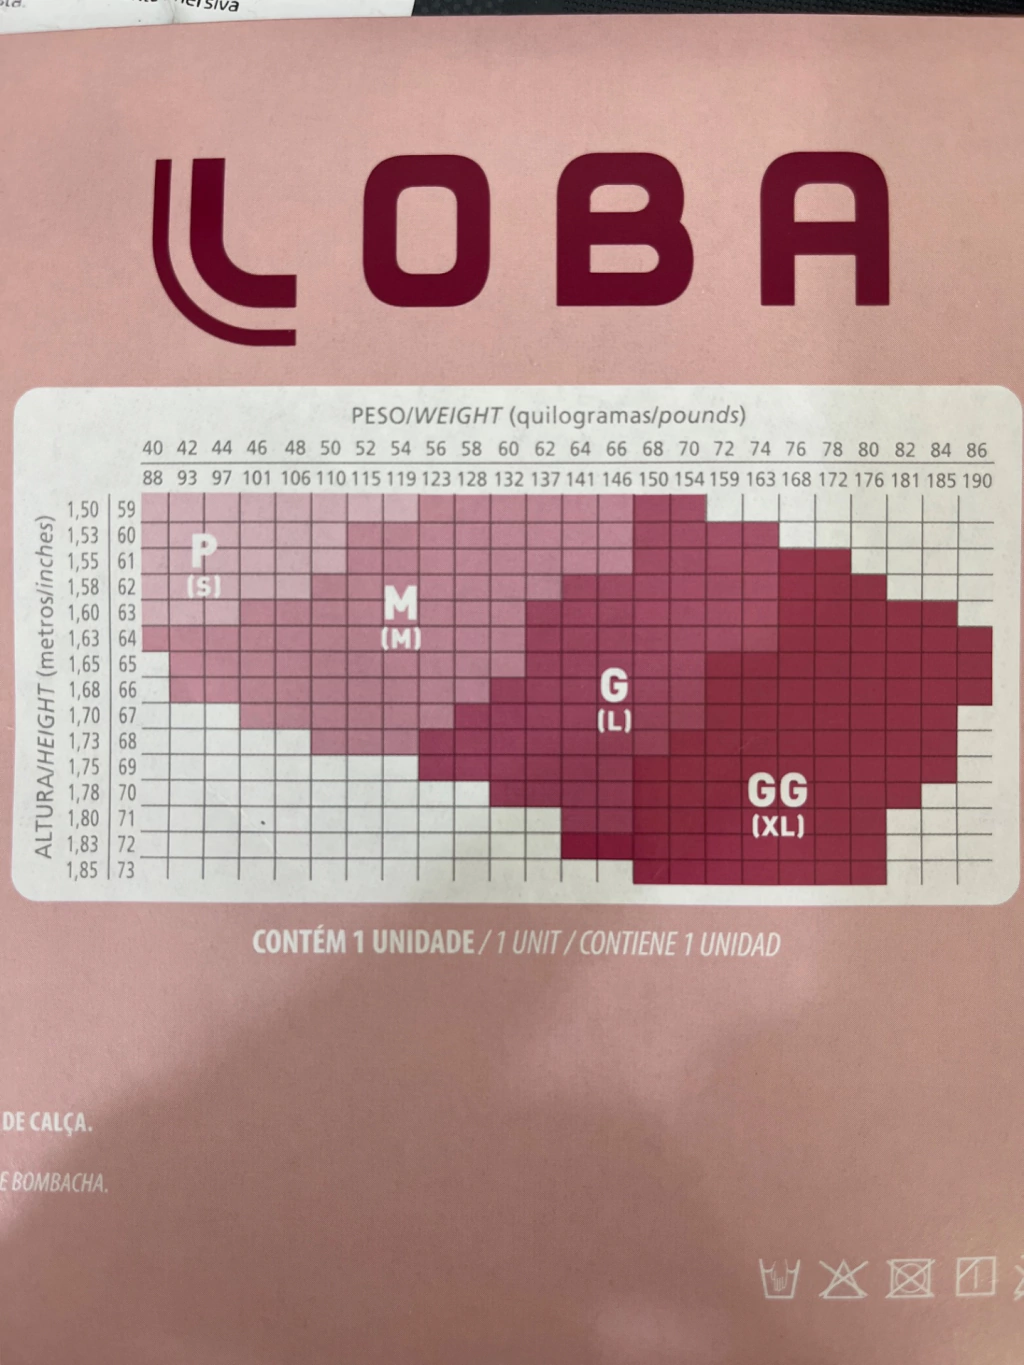 ersiva
LOBA
PESO/WEIGHT (quilogramas/pounds)
40 42 44 46 48 50 52 54 56 58 60 62 64 66 68 70 72 74 76 78 80 82 84 86
88 93 97 101 106 110 115 119 123 128 132 137 141 146 150 154 159 163 168 172 176 181 185 190
ALTURA/HEIGHT (metros/inches)
1,50 59
1,53 60
1,55 61
1,58 62
1,60 63
1,63 64
1,65 65
1,68 66
1,70 67
1,73 68
1,75 69
1,78 70
1,80 71
1,83 72
1,85 73
P
(S)
M
(M)
G
(L)
GG
(XL)
CONTÉM 1 UNIDADE / 1 UNIT / CONTIENE 1 UNIDAD
DE CALÇA.
E BOMBACHA.